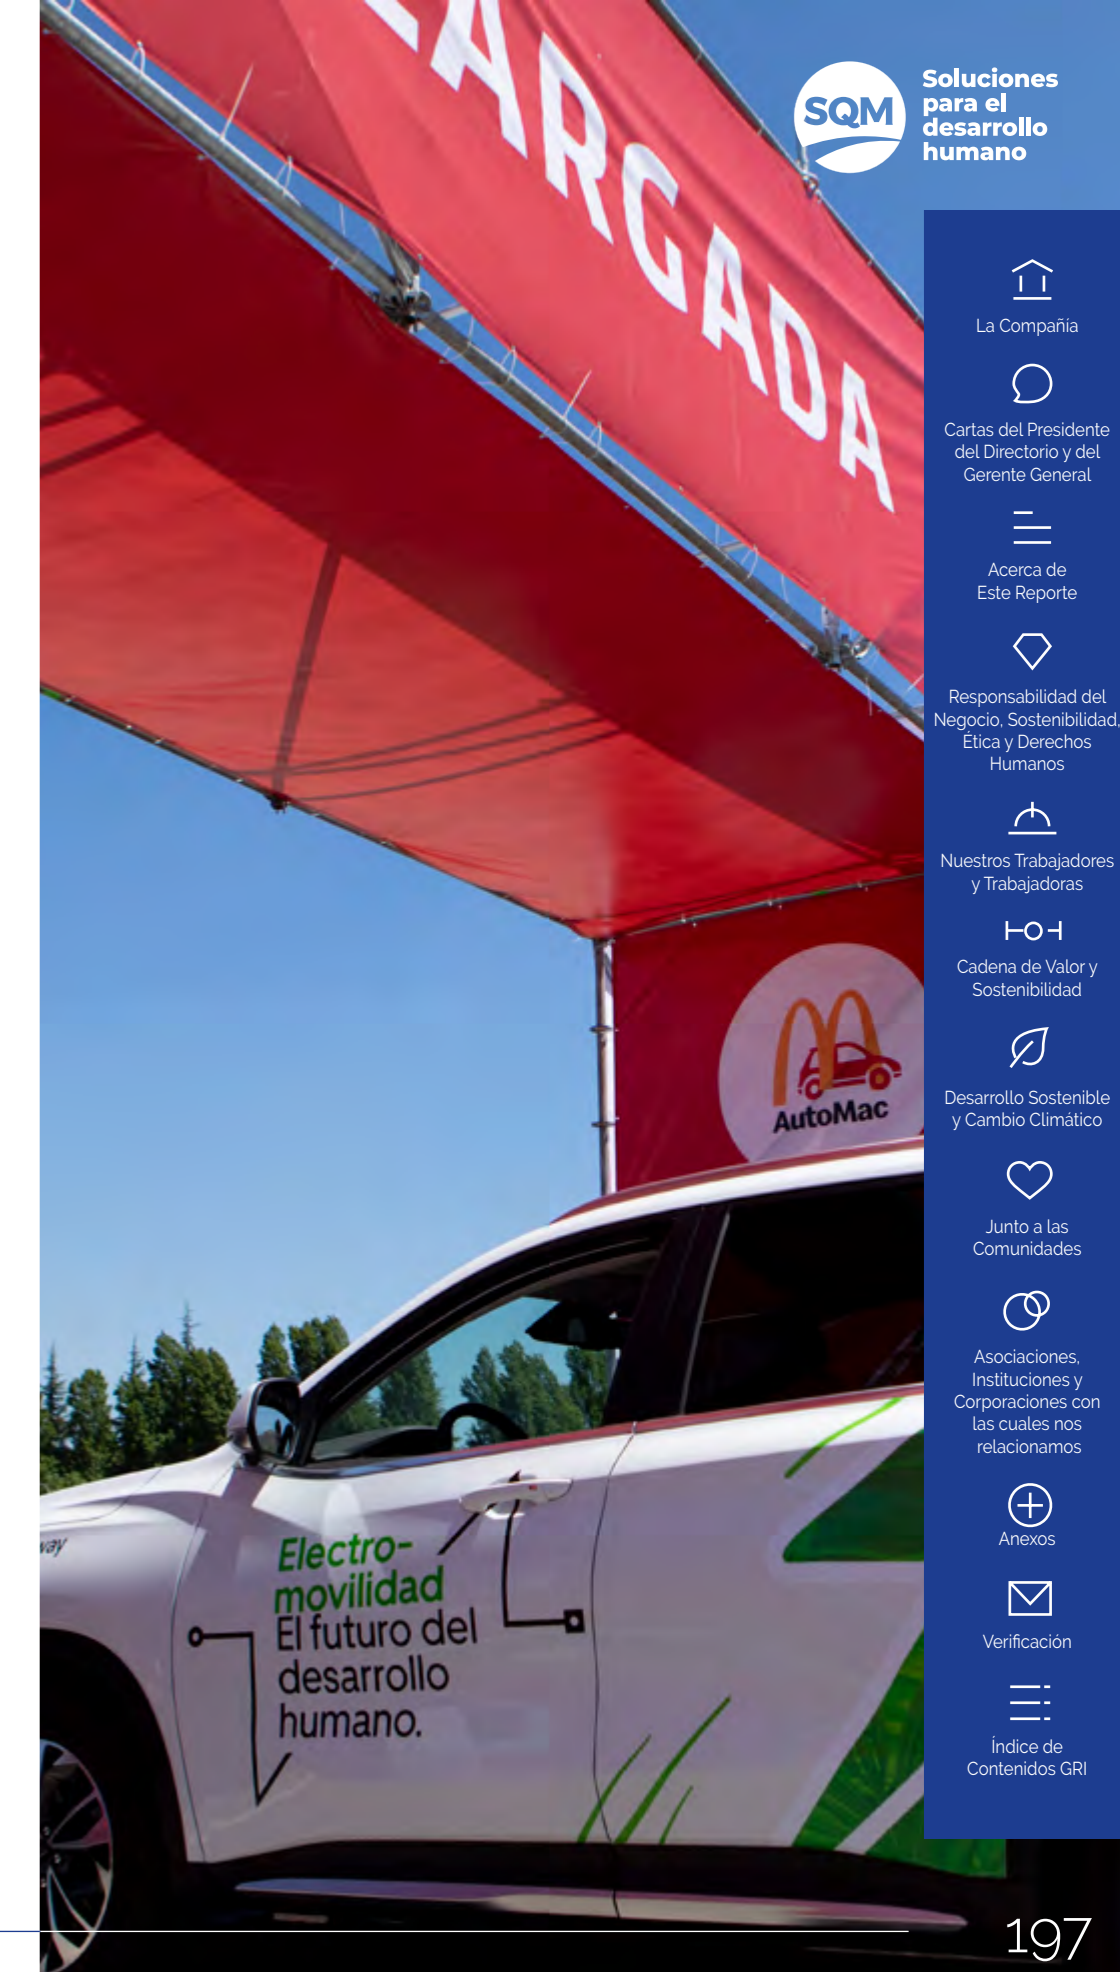 SQM
Soluciones
para el
desarrollo
humano
La Compañía
Cartas del Presidente
del Directorio y del
Gerente General
Acerca de
Este Reporte
Responsabilidad del
Negocio, Sostenibilidad,
Ética y Derechos
Humanos
Nuestros Trabajadores
y Trabajadoras
Cadena de Valor y
Sostenibilidad
Desarrollo Sostenible
y Cambio Climático
Junto a las
Comunidades
Asociaciones,
Instituciones y
Corporaciones con
las cuales nos
relacionamos
Anexos
Verificación
Índice de
Contenidos GRI
ARGADA
AutoMac
way
Electro-
movilidad
El futuro del
desarrollo
humano.
197